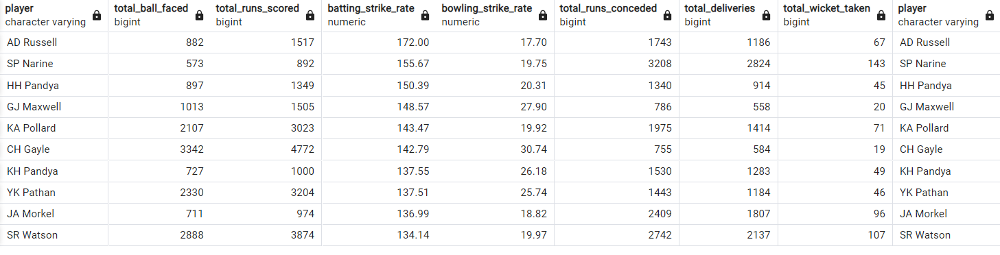 player total_ball_faced total_runs_scored batting_strike_rate bowling_strike_rate total_runs_conceded total_deliveries total_wicket_taken player
character varying bigint bigint numeric numeric bigint bigint bigint character varying
AD Russell 882 1517 172.00 17.70 1743 1186 67 AD Russell
SP Narine 573 892 155.67 19.75 3208 2824 143 SP Narine
HH Pandya 897 1349 150.39 20.31 1340 914 45 HH Pandya
GJ Maxwell 1013 1505 148.57 27.90 786 558 20 GJ Maxwell
KA Pollard 2107 3023 143.47 19.92 1975 1414 71 KA Pollard
CH Gayle 3342 4772 142.79 30.74 755 584 19 CH Gayle
KH Pandya 727 1000 137.55 26.18 1530 1283 49 KH Pandya
YK Pathan 2330 3204 137.51 25.74 1443 1184 46 YK Pathan
JA Morkel 711 974 136.99 18.82 2409 1807 96 JA Morkel
SR Watson 2888 3874 134.14 19.97 2742 2137 107 SR Watson